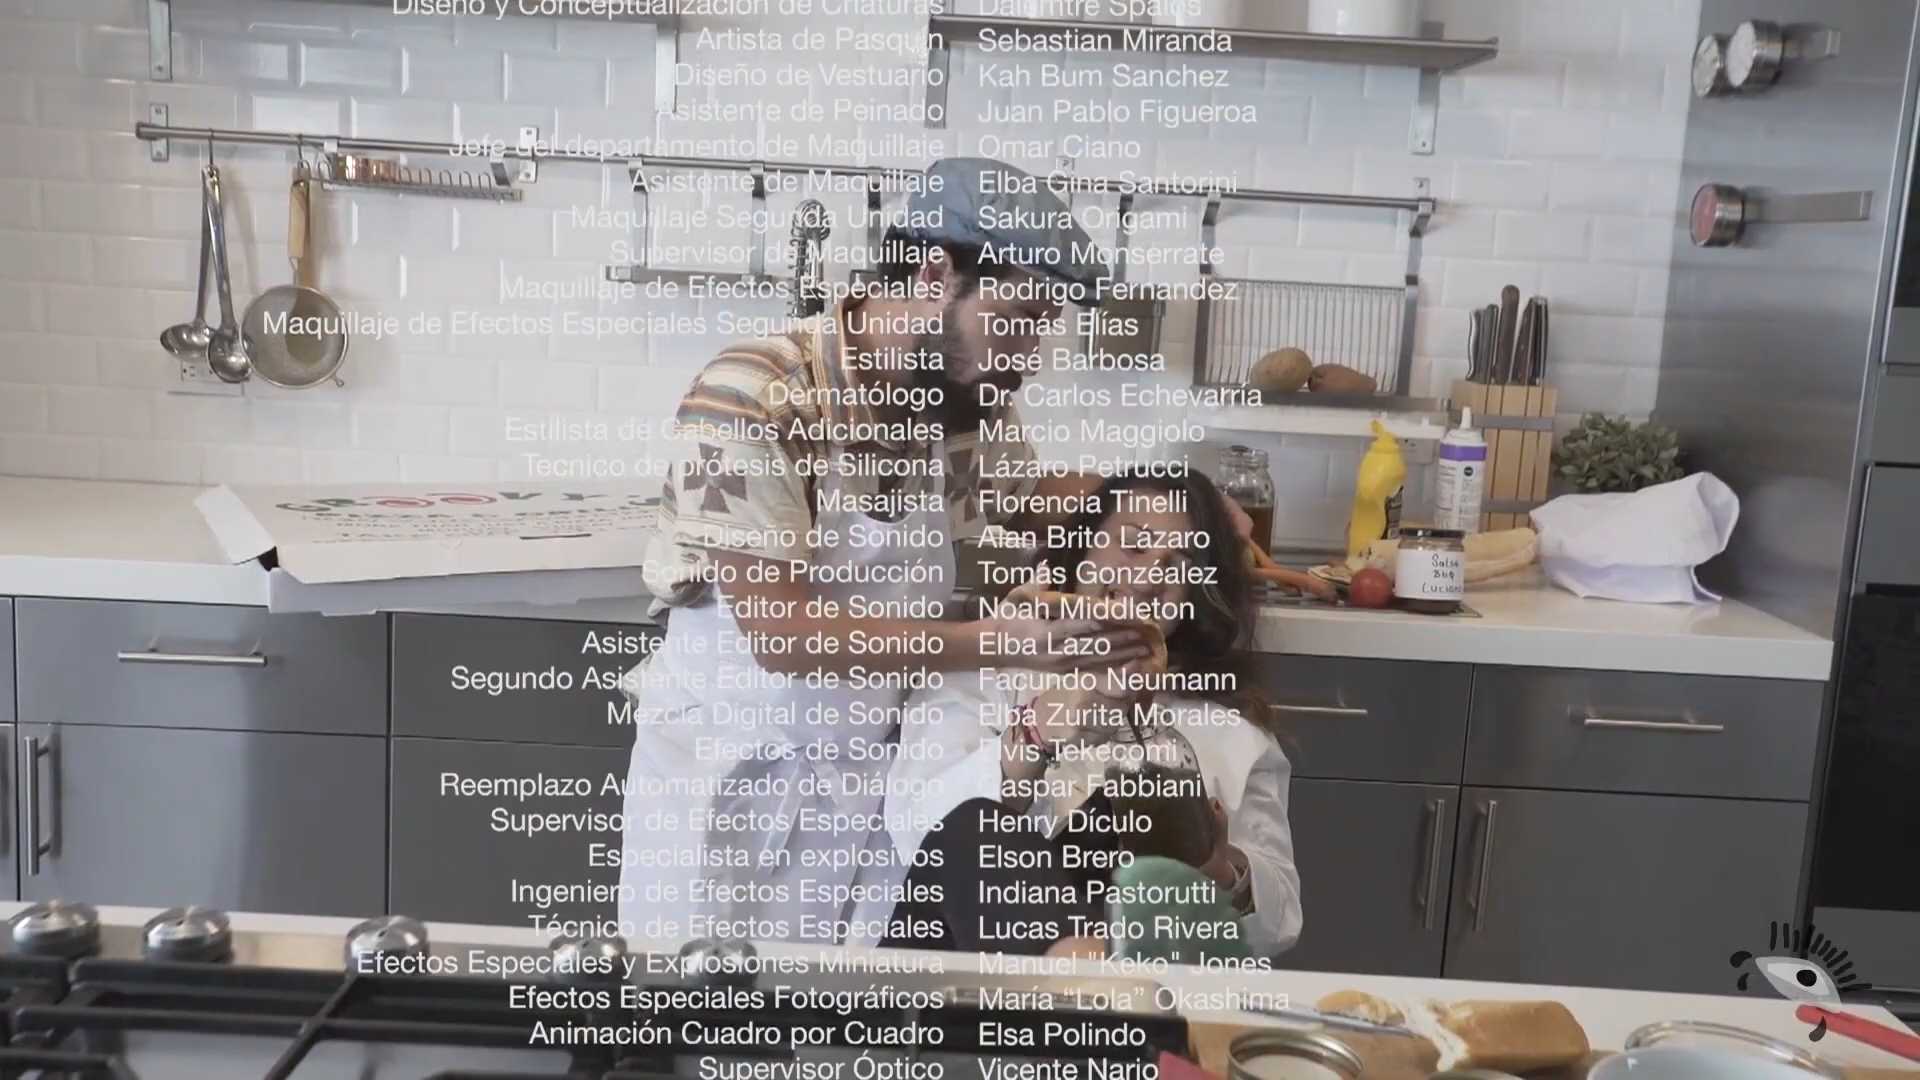 Diseño y Conceptualización de Criaturas Dalomtre Spalos
Artista de Pasquín Sebastian Miranda
Diseño de Vestuario Kah Bum Sanchez
Asistente de Peinado Juan Pablo Figueroa
Jefe del departamento de Maquillaje Omar Ciano
Asistente de Maquillaje Elba Gina Santorini
Maquillaje Segunda Unidad Sakura Origami
Supervisor de Maquillaje Arturo Monserrate
Maquillaje de Efectos Especiales Rodrigo Fernandez
Maquillaje de Efectos Especiales Segunda Unidad Tomás Elías
Estilista José Barbosa
Dermatólogo Dr. Carlos Echevarria
Estilista de Cabellos Adicionales Marcio Maggiolo
Tecníco de prótesis de Silicona Lázaro Petrucci
Masajista Florencia Tinelli
Diseño de Sonido Alan Brito Lázaro
Sonido de Producción Tomás Gonzéalez
Editor de Sonido Noah Middleton
Asistente Editor de Sonido Elba Lazo
Segundo Asistente Editor de Sonido Facundo Neumann
Mezcla Digital de Sonido Elba Zurita Morales
Efectos de Sonido Elvis Tekecomi
Reemplazo Automatizado de Diálogo Gaspar Fabbiani
Supervisor de Efectos Especiales Henry Dículo
Especialista en explosivos Elson Brero
Ingeniero de Efectos Especiales Indiana Pastorutti
Técnico de Efectos Especiales Lucas Trado Rivera
Efectos Especiales y Explosiones Miniatura Manuel "Keko" Jones
Efectos Especiales Fotográficos María “Lola” Okashima
Animación Cuadro por Cuadro Elsa Polindo
Supervisor Óptico Vicente Nario
GROOVY'S
Salsa
BBQ